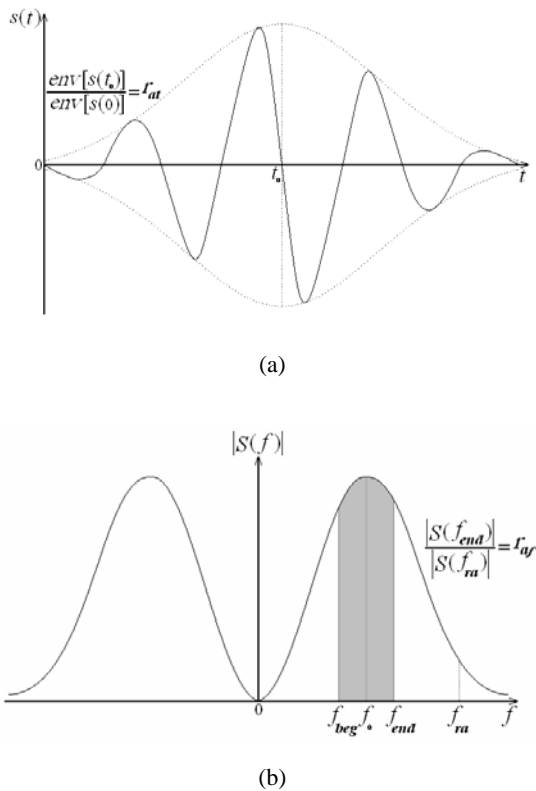 s(t)
env[s(t₀)]
env[s(0)] = r_at
0
t₀
t
(a)
|S(f)|
|S(f_end)|
|S(f_ra)| = r_af
0
f_beg f₀ f_end f_ra f
(b)